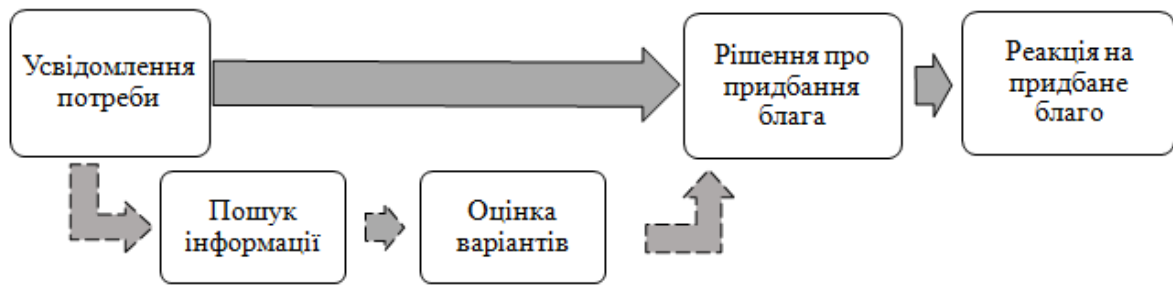 Усвідомлення
потреби
Рішення про
придбання
блага
Реакція на
придбане
благо
Пошук
інформації
Оцінка
варіантів